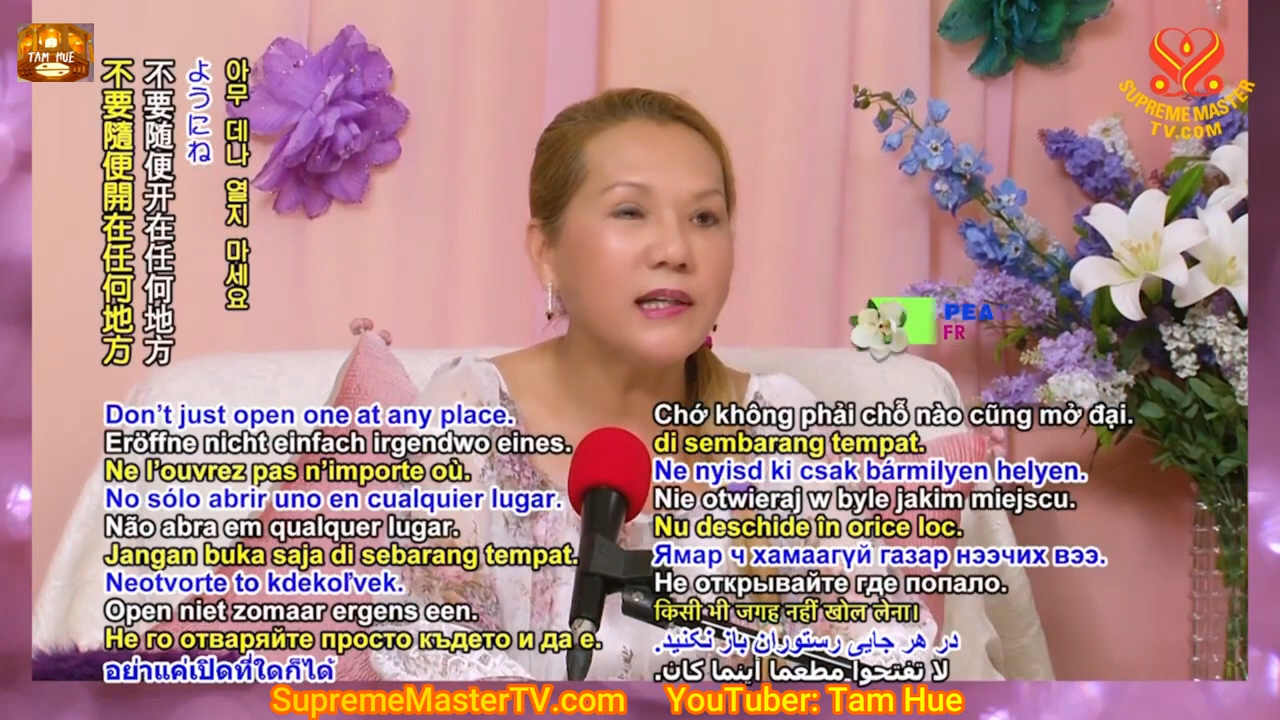 TAM HUE
SUPREME MASTER
TV.COM
아무 데나 열지 마세요
ようにね
不要随便开在任何地方
不要隨便開在任何地方
PEA
FR
Don't just open one at any place.
Eröffne nicht einfach irgendwo eines.
Ne l'ouvrez pas n'importe où.
No sólo abrir uno en cualquier lugar.
Não abra em qualquer lugar.
Jangan buka saja di sebarang tempat.
Neotvorte to kdekoľvek.
Open niet zomaar ergens een.
Не го отваряйте просто където и да е.
อย่าแค่เปิดที่ใดก็ได้
Chớ không phải chỗ nào cũng mở đại.
di sembarang tempat.
Ne nyisd ki csak bármilyen helyen.
Nie otwieraj w byle jakim miejscu.
Nu deschide în orice loc.
Ямар ч хамаагүй газар нээчих вээ.
Не открывайте где попало.
किसी भी जगह नहीं खोल लेना।
در هر جایی رستوران باز نکنید.
لا تفتحوا مطعما أينما كان.
SupremeMasterTV.com YouTuber: Tam Hue